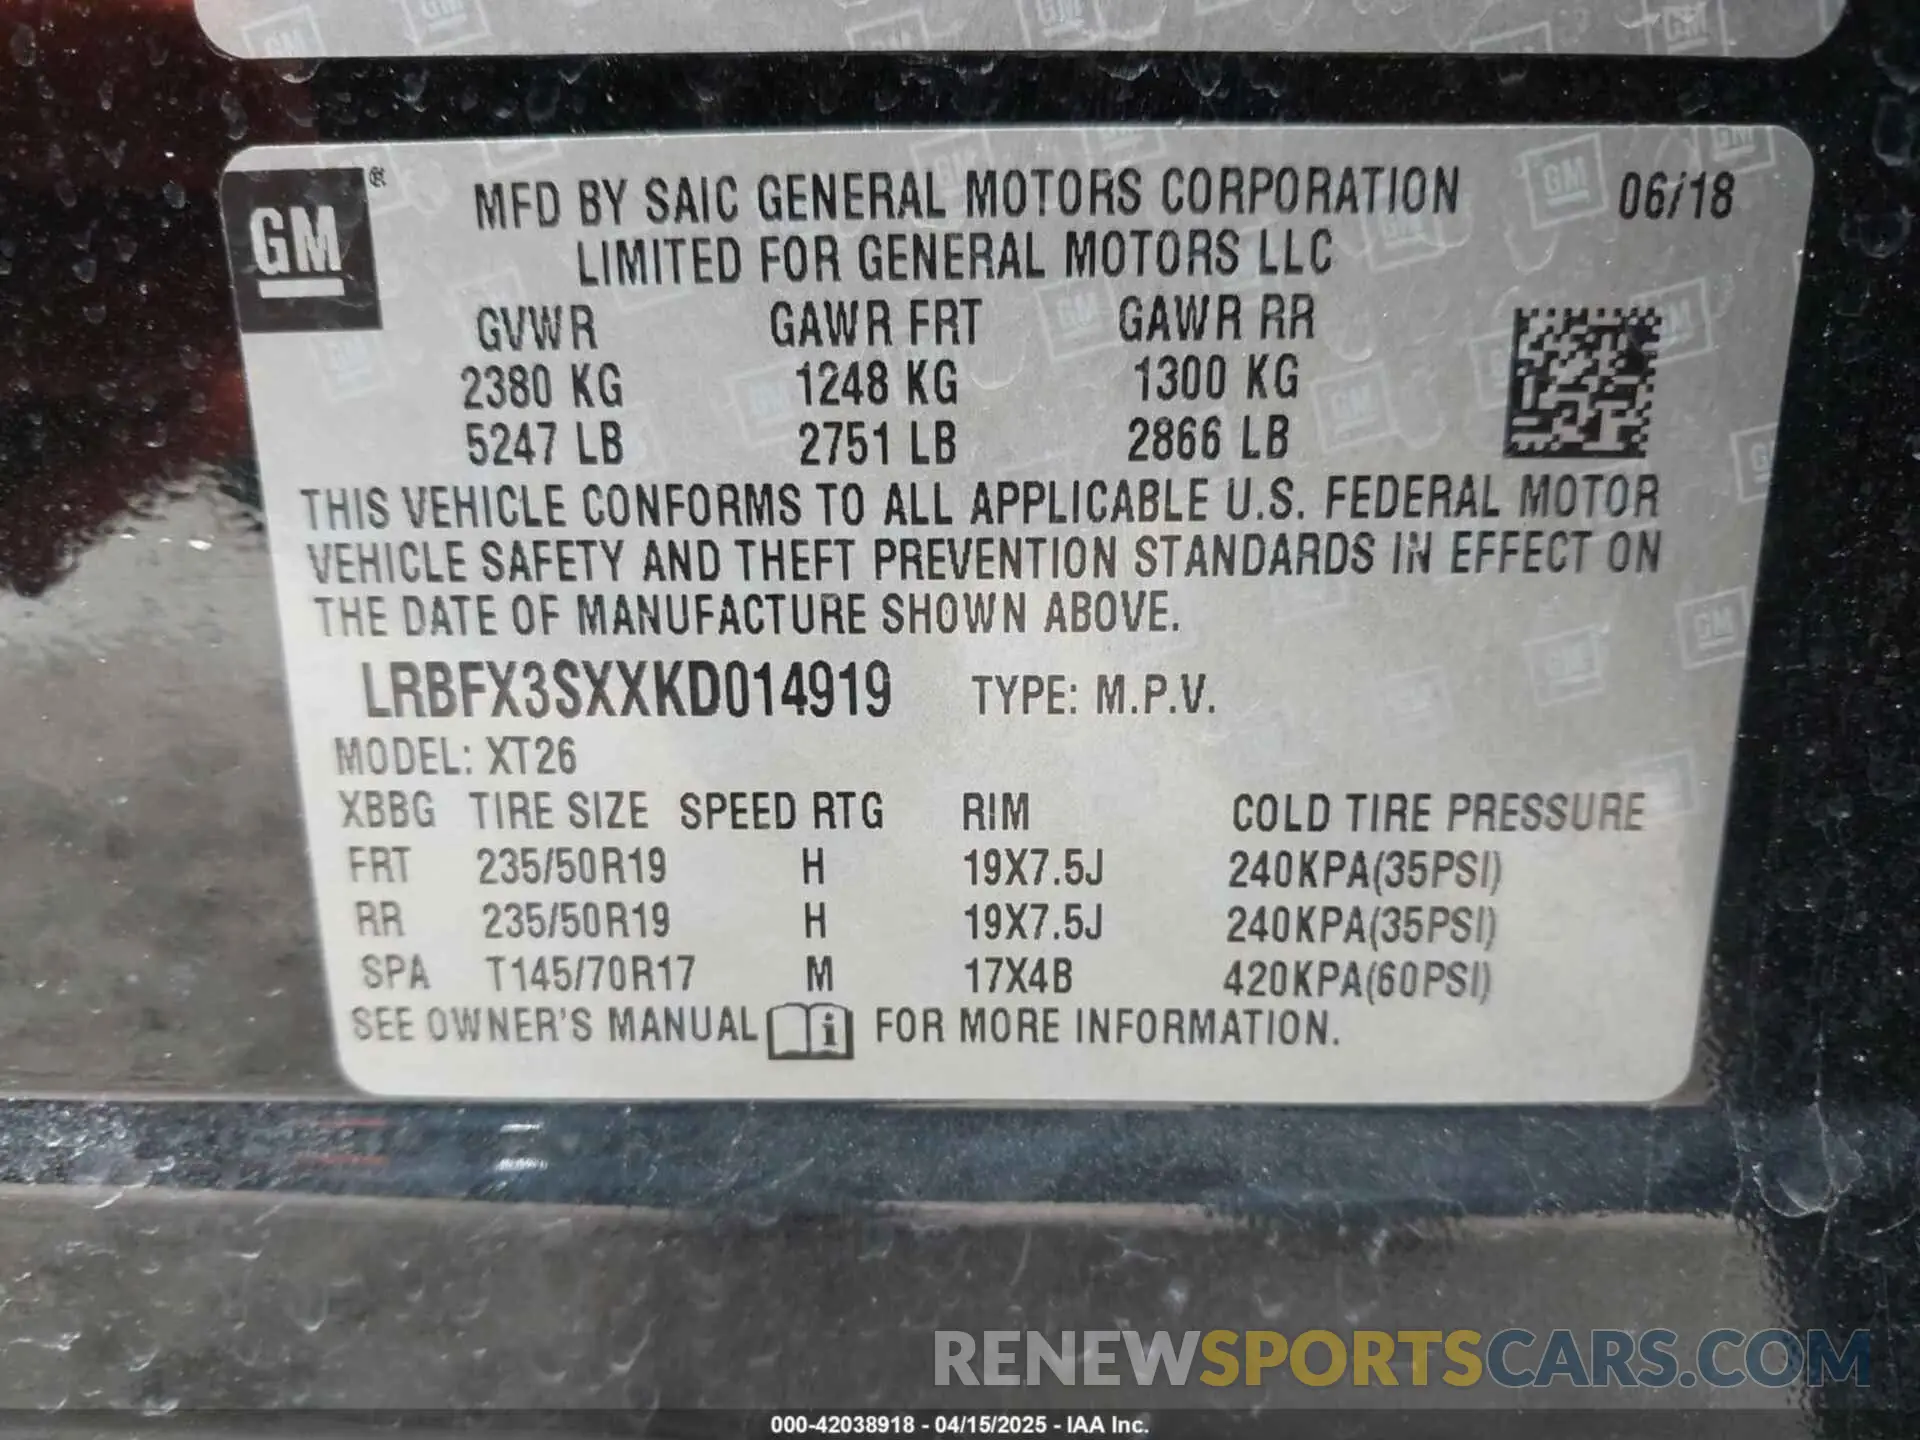 GM ®
MFD BY SAIC GENERAL MOTORS CORPORATION 06/18
LIMITED FOR GENERAL MOTORS LLC
GVWR GAWR FRT GAWR RR
2380 KG 1248 KG 1300 KG
5247 LB 2751 LB 2866 LB
THIS VEHICLE CONFORMS TO ALL APPLICABLE U.S. FEDERAL MOTOR
VEHICLE SAFETY AND THEFT PREVENTION STANDARDS IN EFFECT ON
THE DATE OF MANUFACTURE SHOWN ABOVE.
LRBFX3SXXKD014919 TYPE: M.P.V.
MODEL: XT26
XBBG TIRE SIZE SPEED RTG RIM COLD TIRE PRESSURE
FRT 235/50R19 H 19X7.5J 240KPA(35PSI)
RR 235/50R19 H 19X7.5J 240KPA(35PSI)
SPA T145/70R17 M 17X4B 420KPA(60PSI)
SEE OWNER'S MANUAL i FOR MORE INFORMATION.
RENEWSPORTSCARS.COM
000-42038918 - 04/15/2025 - IAA Inc.